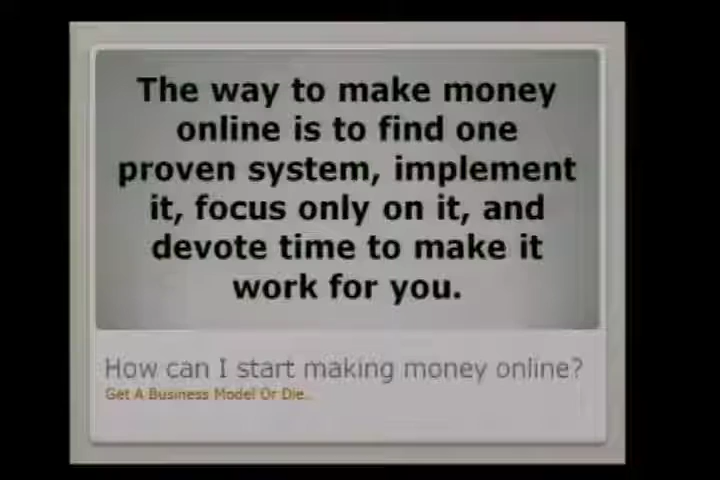 The way to make money
online is to find one
proven system, implement
it, focus only on it, and
devote time to make it
work for you.
How can I start making money online?
Get A Business Model Or Die.